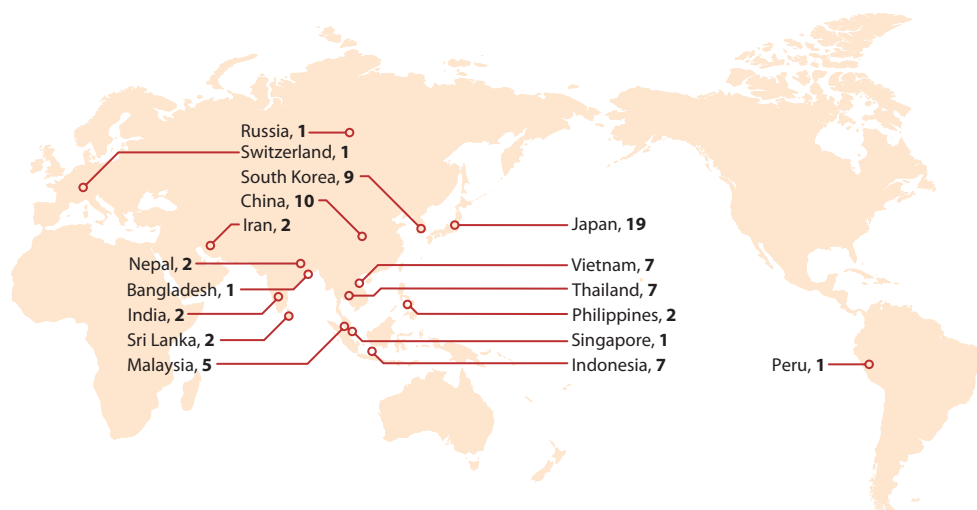 Russia, 1
Switzerland, 1
South Korea, 9
China, 10
Iran, 2
Japan, 19
Nepal, 2
Vietnam, 7
Bangladesh, 1
Thailand, 7
India, 2
Philippines, 2
Sri Lanka, 2
Singapore, 1
Malaysia, 5
Indonesia, 7
Peru, 1